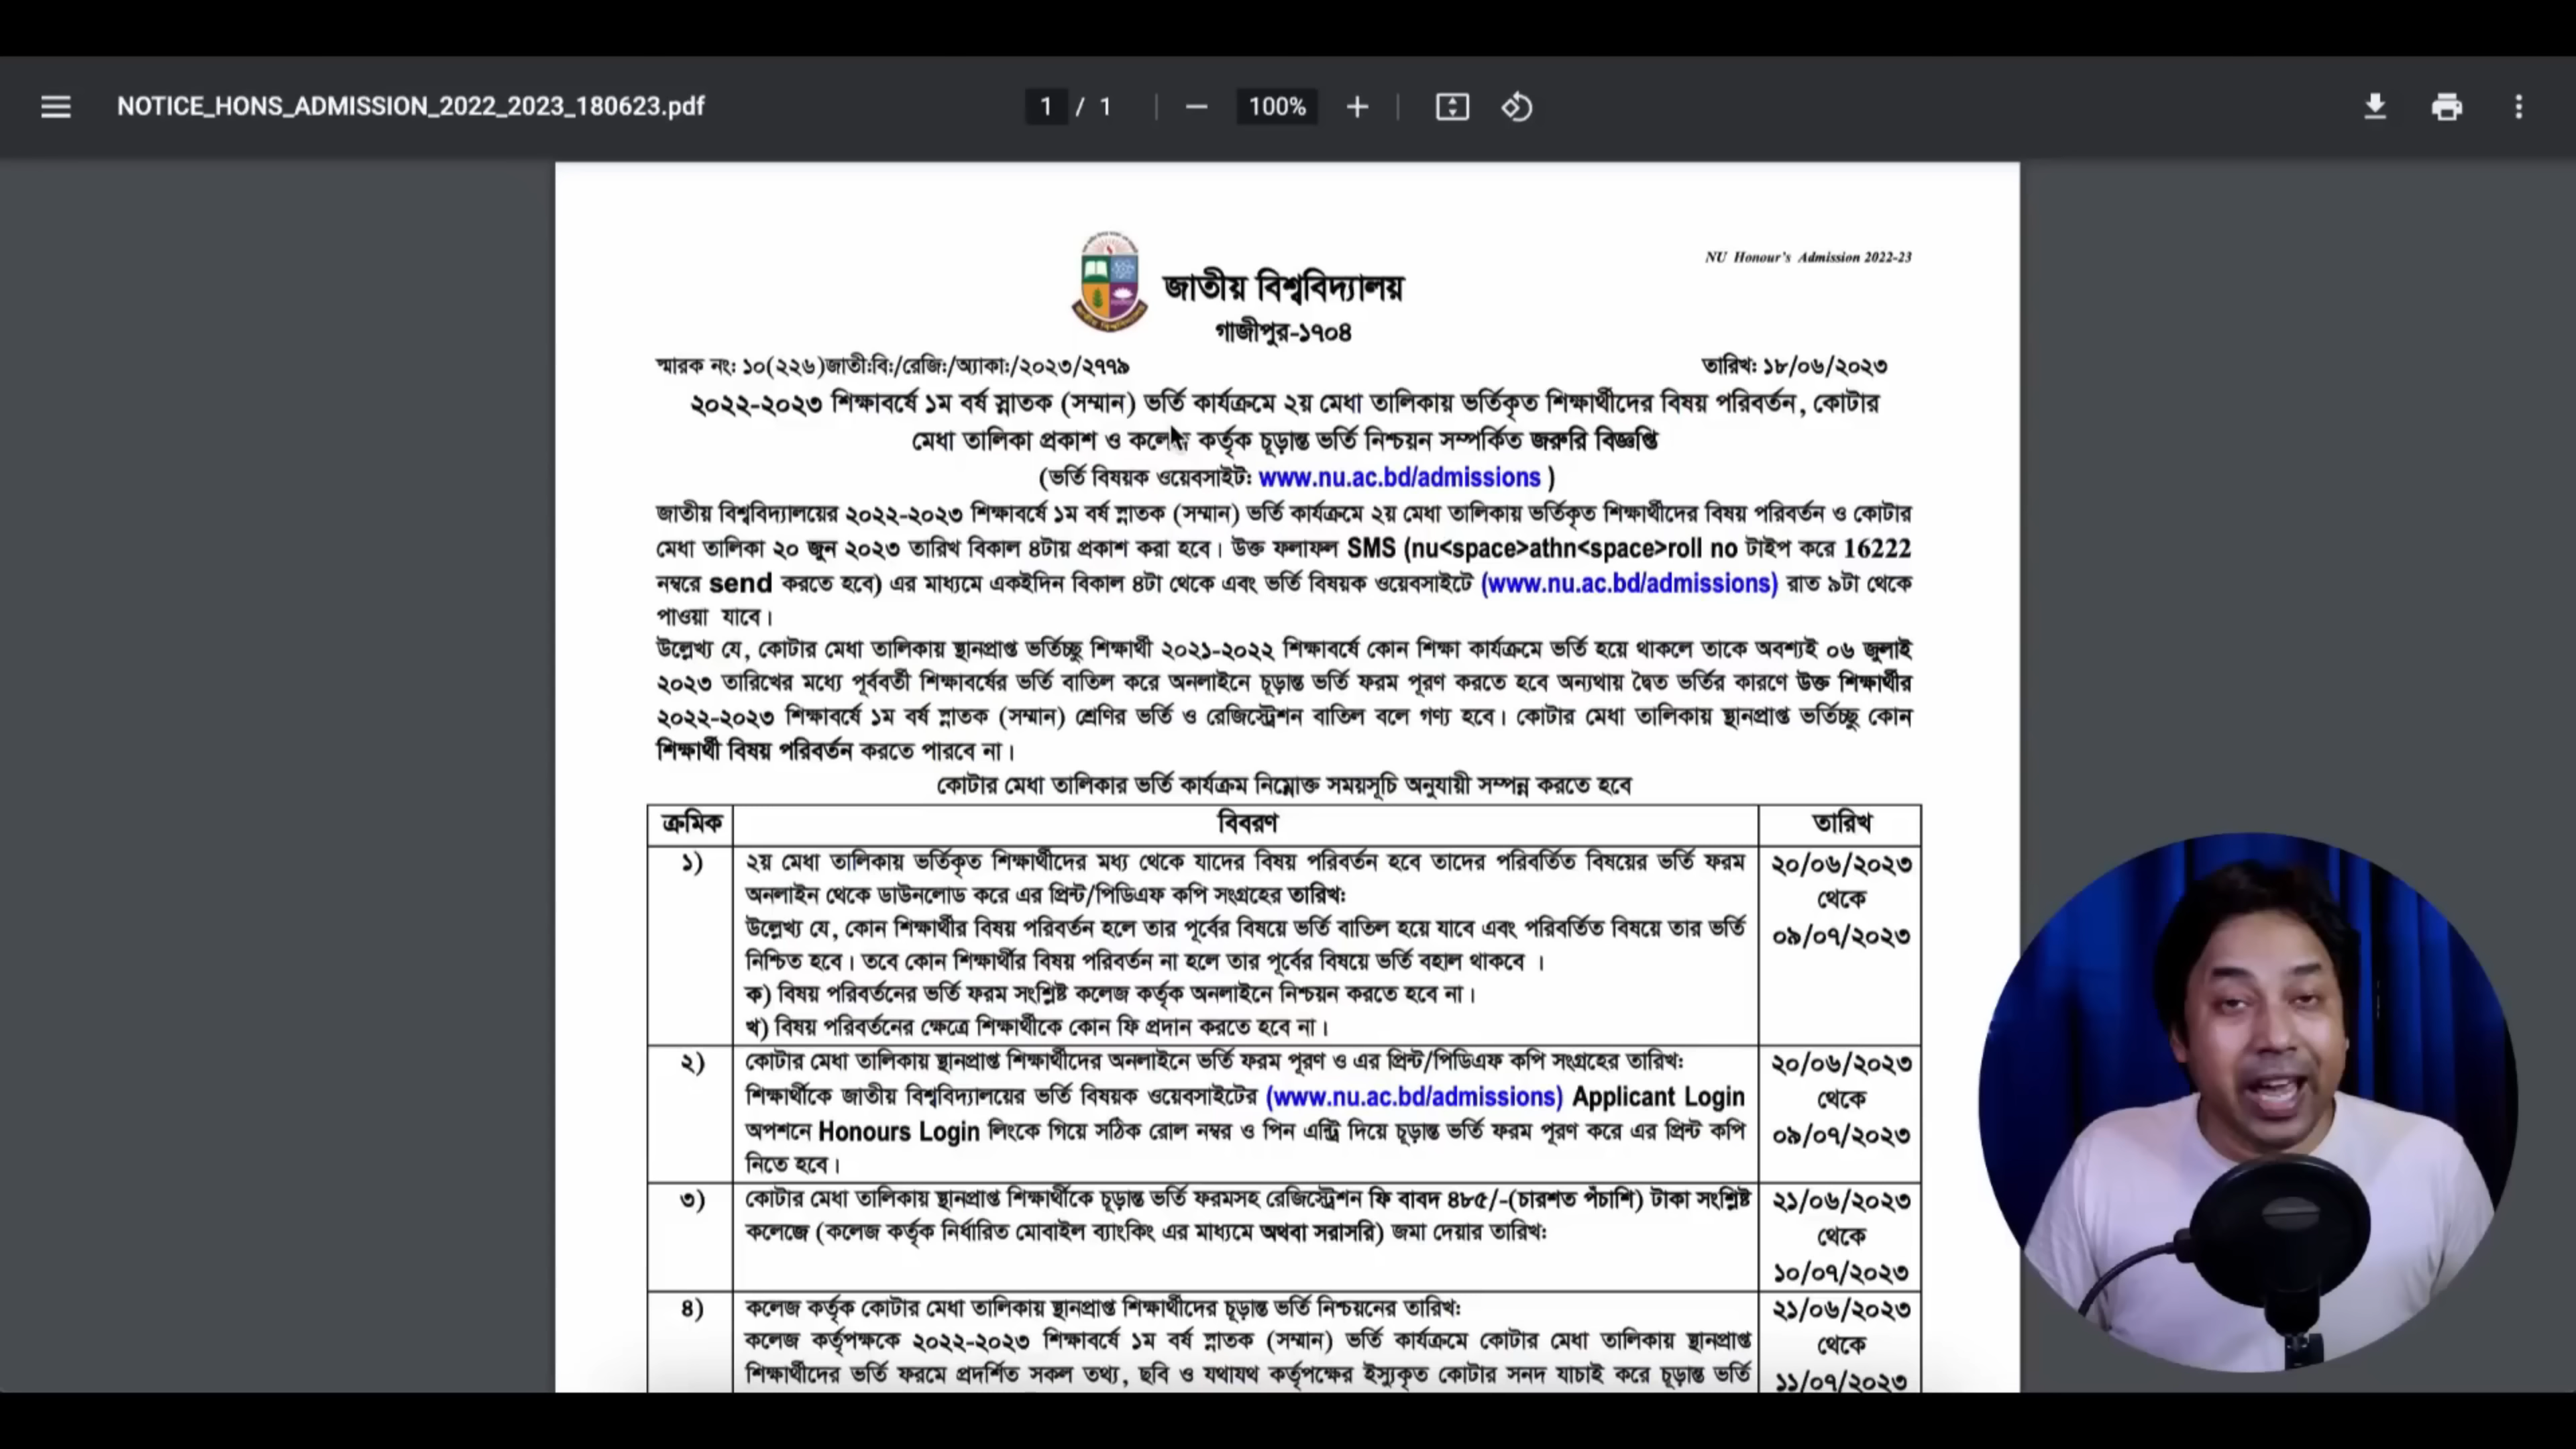 NOTICE_HONS_ADMISSION_2022_2023_180623.pdf
1 / 1
100%
NU Honour's Admission 2022-23
জাতীয় বিশ্ববিদ্যালয়
গাজীপুর-১৭০৪
স্মারক নং: ১০(২২৬)জাতী:বি:/রেজি:/অ্যাকা:/২০২৩/২৭৭৯
তারিখ: ১৮/০৬/২০২৩
২০২২-২০২৩ শিক্ষাবর্ষে ১ম বর্ষ স্নাতক (সম্মান) ভর্তি কার্যক্রমে ২য় মেধা তালিকায় ভর্তিকৃত শিক্ষার্থীদের বিষয় পরিবর্তন, কোটার
মেধা তালিকা প্রকাশ ও কলেজ কর্তৃক চূড়ান্ত ভর্তি নিশ্চয়ন সম্পর্কিত জরুরি বিজ্ঞপ্তি
(ভর্তি বিষয়ক ওয়েবসাইট: www.nu.ac.bd/admissions )
জাতীয় বিশ্ববিদ্যালয়ের ২০২২-২০২৩ শিক্ষাবর্ষে ১ম বর্ষ স্নাতক (সম্মান) ভর্তি কার্যক্রমে ২য় মেধা তালিকায় ভর্তিকৃত শিক্ষার্থীদের বিষয় পরিবর্তন ও কোটার
মেধা তালিকা ২০ জুন ২০২৩ তারিখ বিকাল ৪টায় প্রকাশ করা হবে। উক্ত ফলাফল SMS (nu<space>athn<space>roll no টাইপ করে 16222
নম্বরে send করতে হবে) এর মাধ্যমে একইদিন বিকাল ৪টা থেকে এবং ভর্তি বিষয়ক ওয়েবসাইটে (www.nu.ac.bd/admissions) রাত ৯টা থেকে
পাওয়া যাবে।
উল্লেখ্য যে, কোটার মেধা তালিকায় স্থানপ্রাপ্ত ভর্তিচ্ছু শিক্ষার্থী ২০২১-২০২২ শিক্ষাবর্ষে কোন শিক্ষা কার্যক্রমে ভর্তি হয়ে থাকলে তাকে অবশ্যই ০৬ জুলাই
২০২৩ তারিখের মধ্যে পূর্ববর্তী শিক্ষাবর্ষের ভর্তি বাতিল করে অনলাইনে চূড়ান্ত ভর্তি ফরম পূরণ করতে হবে অন্যথায় দ্বৈত ভর্তির কারণে উক্ত শিক্ষার্থীর
২০২২-২০২৩ শিক্ষাবর্ষে ১ম বর্ষ স্নাতক (সম্মান) শ্রেণির ভর্তি ও রেজিস্ট্রেশন বাতিল বলে গণ্য হবে। কোটার মেধা তালিকায় স্থানপ্রাপ্ত ভর্তিচ্ছু কোন
শিক্ষার্থী বিষয় পরিবর্তন করতে পারবে না।
কোটার মেধা তালিকার ভর্তি কার্যক্রম নিম্নোক্ত সময়সূচি অনুযায়ী সম্পন্ন করতে হবে
ক্রমিক বিবরণ তারিখ
১) ২য় মেধা তালিকায় ভর্তিকৃত শিক্ষার্থীদের মধ্য থেকে যাদের বিষয় পরিবর্তন হবে তাদের পরিবর্তিত বিষয়ের ভর্তি ফরম
অনলাইন থেকে ডাউনলোড করে এর প্রিন্ট/পিডিএফ কপি সংগ্রহের তারিখ:
উল্লেখ্য যে, কোন শিক্ষার্থীর বিষয় পরিবর্তন হলে তার পূর্বের বিষয়ে ভর্তি বাতিল হয়ে যাবে এবং পরিবর্তিত বিষয়ে তার ভর্তি
নিশ্চিত হবে। তবে কোন শিক্ষার্থীর বিষয় পরিবর্তন না হলে তার পূর্বের বিষয়ে ভর্তি বহাল থাকবে ।
ক) বিষয় পরিবর্তনের ভর্তি ফরম সংশ্লিষ্ট কলেজ কর্তৃক অনলাইনে নিশ্চয়ন করতে হবে না।
খ) বিষয় পরিবর্তনের ক্ষেত্রে শিক্ষার্থীকে কোন ফি প্রদান করতে হবে না।
২০/০৬/২০২৩
থেকে
০৯/০৭/২০২৩
২) কোটার মেধা তালিকায় স্থানপ্রাপ্ত শিক্ষার্থীদের অনলাইনে ভর্তি ফরম পূরণ ও এর প্রিন্ট/পিডিএফ কপি সংগ্রহের তারিখ:
শিক্ষার্থীকে জাতীয় বিশ্ববিদ্যালয়ের ভর্তি বিষয়ক ওয়েবসাইটের (www.nu.ac.bd/admissions) Applicant Login
অপশনে Honours Login লিংকে গিয়ে সঠিক রোল নম্বর ও পিন এন্ট্রি দিয়ে চূড়ান্ত ভর্তি ফরম পূরণ করে এর প্রিন্ট কপি
নিতে হবে।
২০/০৬/২০২৩
থেকে
০৯/০৭/২০২৩
৩) কোটার মেধা তালিকায় স্থানপ্রাপ্ত শিক্ষার্থীকে চূড়ান্ত ভর্তি ফরমসহ রেজিস্ট্রেশন ফি বাবদ ৪৮৫/-(চারশত পঁচাশি) টাকা সংশ্লিষ্ট
কলেজে (কলেজ কর্তৃক নির্ধারিত মোবাইল ব্যাংকিং এর মাধ্যমে অথবা সরাসরি) জমা দেয়ার তারিখ:
২১/০৬/২০২৩
থেকে
১০/০৭/২০২৩
৪) কলেজ কর্তৃক কোটার মেধা তালিকায় স্থানপ্রাপ্ত শিক্ষার্থীদের চূড়ান্ত ভর্তি নিশ্চয়নের তারিখ:
কলেজ কর্তৃপক্ষকে ২০২২-২০২৩ শিক্ষাবর্ষে ১ম বর্ষ স্নাতক (সম্মান) ভর্তি কার্যক্রমে কোটার মেধা তালিকায় স্থানপ্রাপ্ত
শিক্ষার্থীদের ভর্তি ফরমে প্রদর্শিত সকল তথ্য, ছবি ও যথাযথ কর্তৃপক্ষের ইস্যুকৃত কোটার সনদ যাচাই করে চূড়ান্ত ভর্তি
২১/০৬/২০২৩
থেকে
১১/০৭/২০২৩